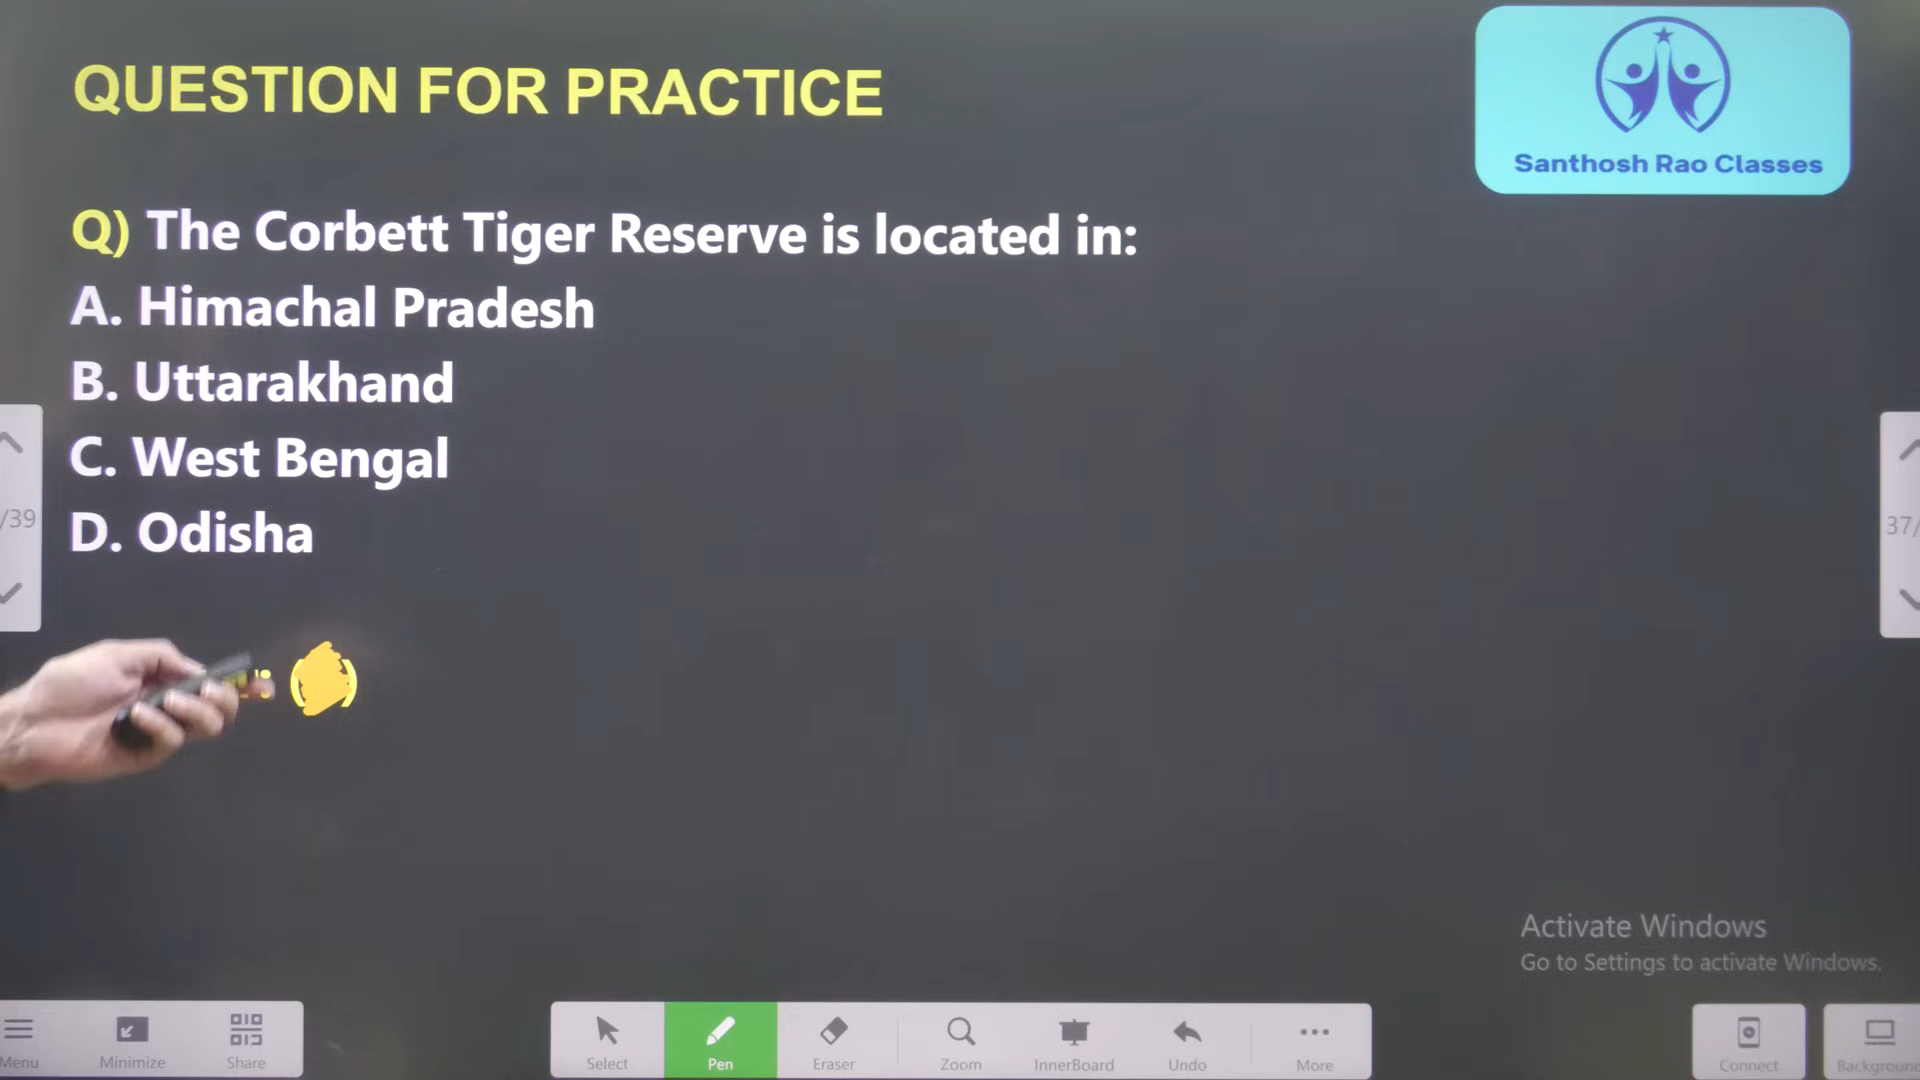 QUESTION FOR PRACTICE
Santhosh Rao Classes
Q) The Corbett Tiger Reserve is located in:
A. Himachal Pradesh
B. Uttarakhand
C. West Bengal
D. Odisha
/39
37/
Activate Windows
Go to Settings to activate Windows.
Menu
Minimize
Share
Select
Pen
Eraser
Zoom
InnerBoard
Undo
More
Connect
Background